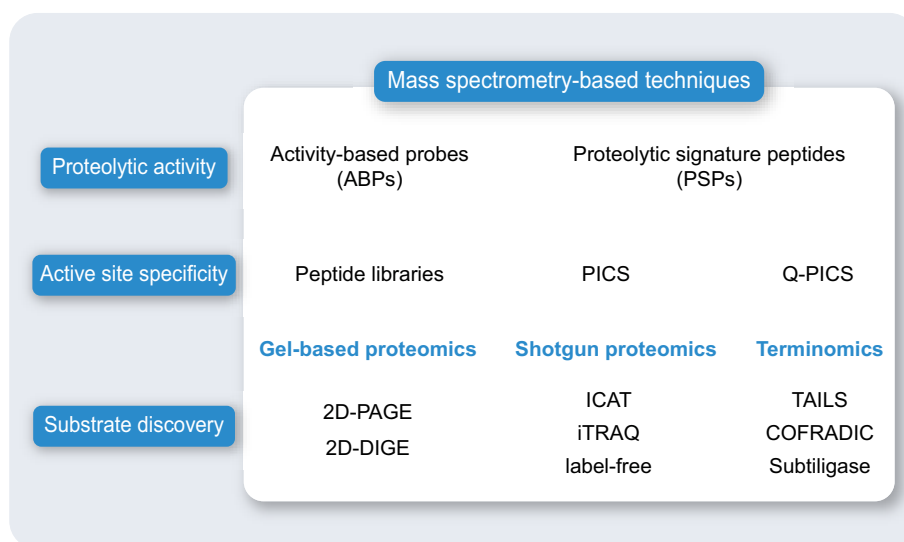 Mass spectrometry-based techniques
Proteolytic activity
Activity-based probes
(ABPs)
Proteolytic signature peptides
(PSPs)
Active site specificity
Peptide libraries
PICS
Q-PICS
Gel-based proteomics
Shotgun proteomics
Terminomics
Substrate discovery
2D-PAGE
2D-DIGE
ICAT
iTRAQ
label-free
TAILS
COFRADIC
Subtiligase